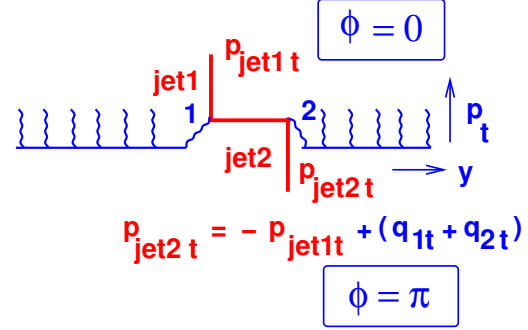 ϕ = 0
p_jet1 t
jet1
1
2
p_t
jet2
p_jet2 t
y
p_jet2 t = − p_jet1t + (q_1t + q_2t)
ϕ = π